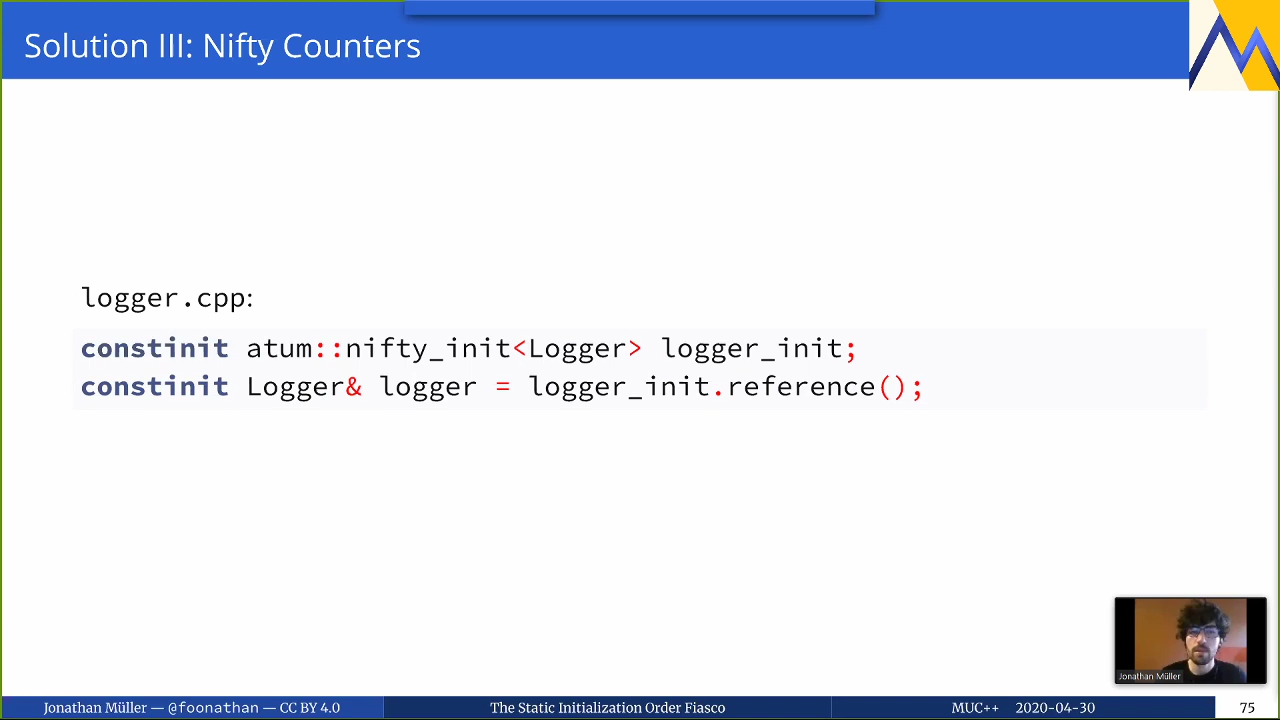 Solution III: Nifty Counters
logger.cpp:
constinit atum::nifty_init<Logger> logger_init;
constinit Logger& logger = logger_init.reference();
Jonathan Müller
Jonathan Müller — @foonathan — CC BY 4.0 The Static Initialization Order Fiasco MUC++ 2020-04-30 75